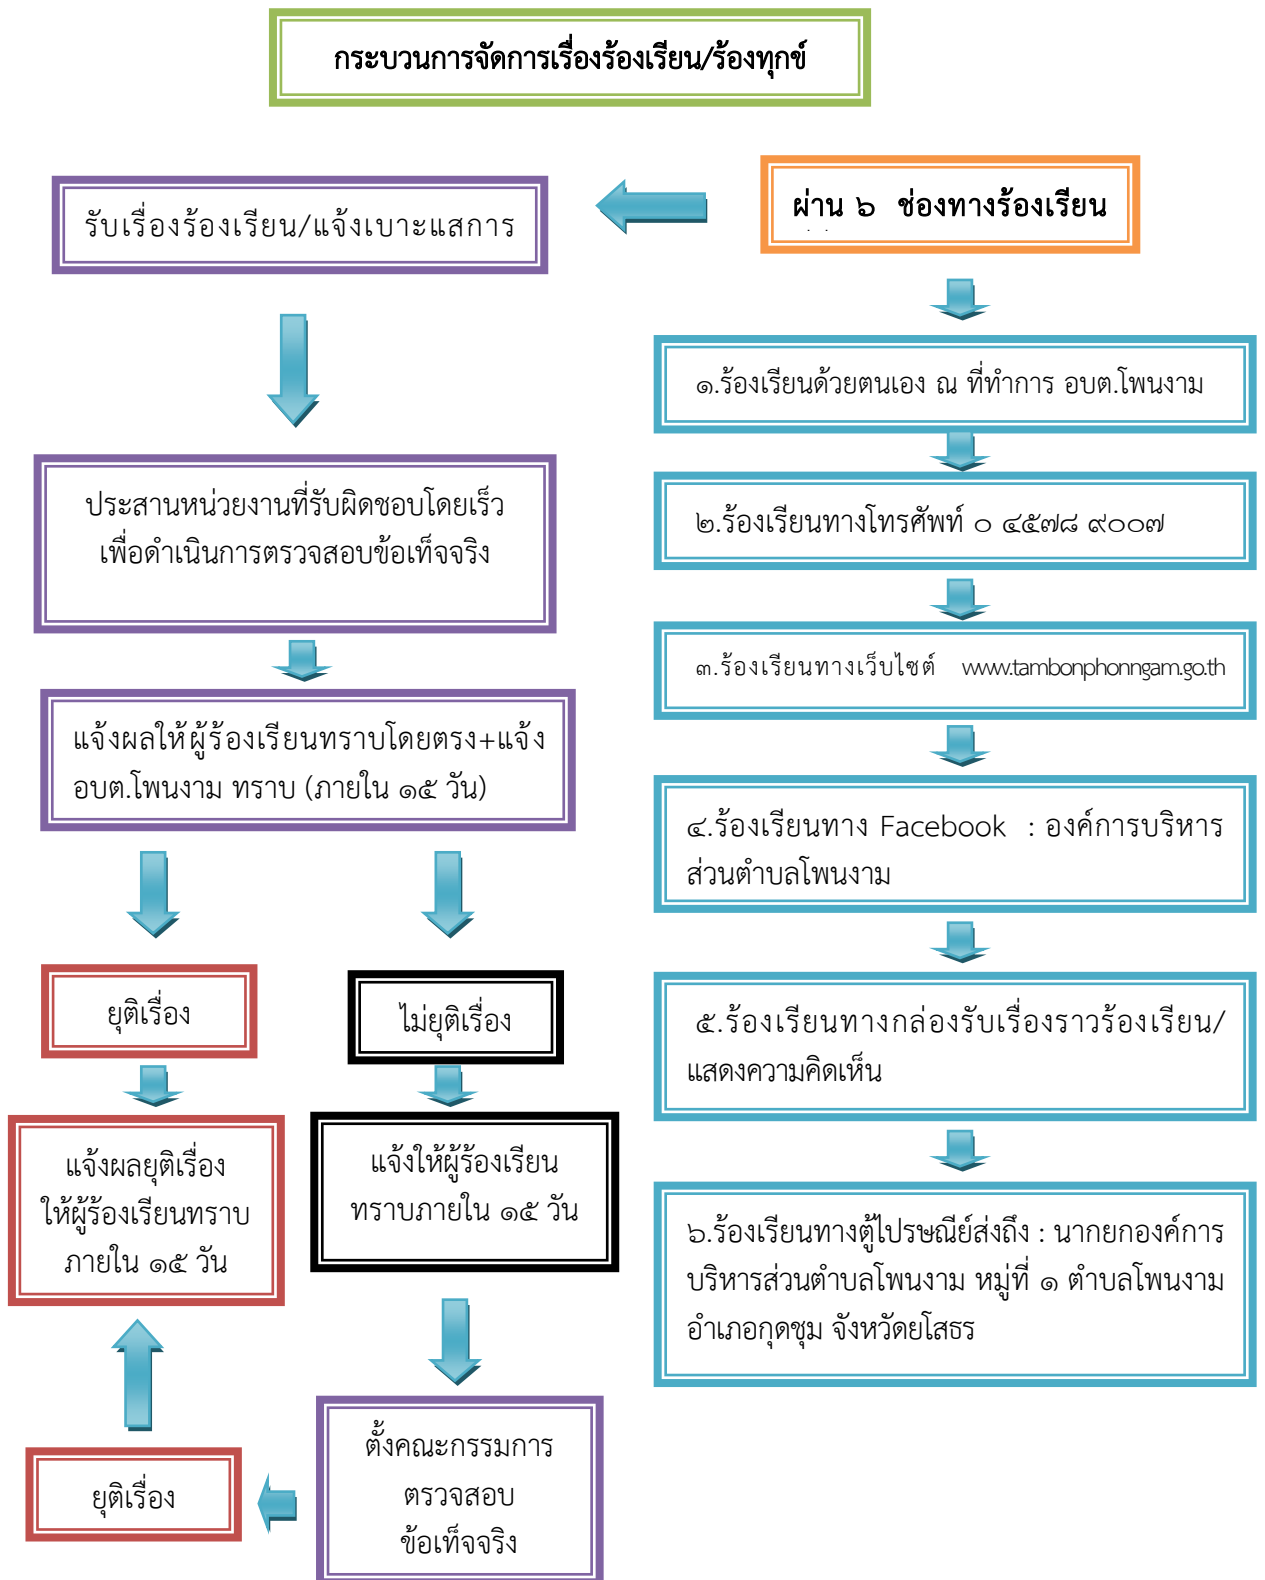 กระบวนการจัดการเรื่องร้องเรียน/ร้องทุกข์
ผ่าน ๖ ช่องทางร้องเรียน
รับเรื่องร้องเรียน/แจ้งเบาะแสการ
ประสานหน่วยงานที่รับผิดชอบโดยเร็ว
เพื่อดำเนินการตรวจสอบข้อเท็จจริง
แจ้งผลให้ผู้ร้องเรียนทราบโดยตรง+แจ้ง
อบต.โพนงาม ทราบ (ภายใน ๑๕ วัน)
ยุติเรื่อง
ไม่ยุติเรื่อง
แจ้งผลยุติเรื่อง
ให้ผู้ร้องเรียนทราบ
ภายใน ๑๕ วัน
แจ้งให้ผู้ร้องเรียน
ทราบภายใน ๑๕ วัน
ตั้งคณะกรรมการ
ตรวจสอบ
ข้อเท็จจริง
ยุติเรื่อง
๑.ร้องเรียนด้วยตนเอง ณ ที่ทำการ อบต.โพนงาม
๒.ร้องเรียนทางโทรศัพท์ ๐ ๔๕๗๘ ๙๐๐๗
๓.ร้องเรียนทางเว็บไซต์ www.tambonphonngam.go.th
๔.ร้องเรียนทาง Facebook : องค์การบริหาร
ส่วนตำบลโพนงาม
๕.ร้องเรียนทางกล่องรับเรื่องราวร้องเรียน/
แสดงความคิดเห็น
๖.ร้องเรียนทางตู้ไปรษณีย์ส่งถึง : นากยกองค์การ
บริหารส่วนตำบลโพนงาม หมู่ที่ ๑ ตำบลโพนงาม
อำเภอกุดชุม จังหวัดยโสธร